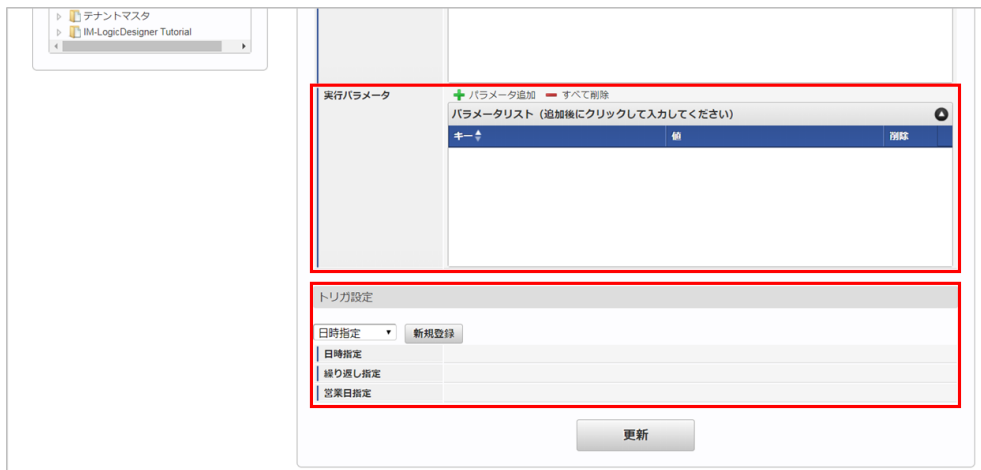 テナントマスタ
IM-LogicDesigner Tutorial
実行パラメータ
パラメータ追加 すべて削除
パラメータリスト（追加後にクリックして入力してください）
キー 値 削除
トリガ設定
日時指定 新規登録
日時指定
繰り返し指定
営業日指定
更新